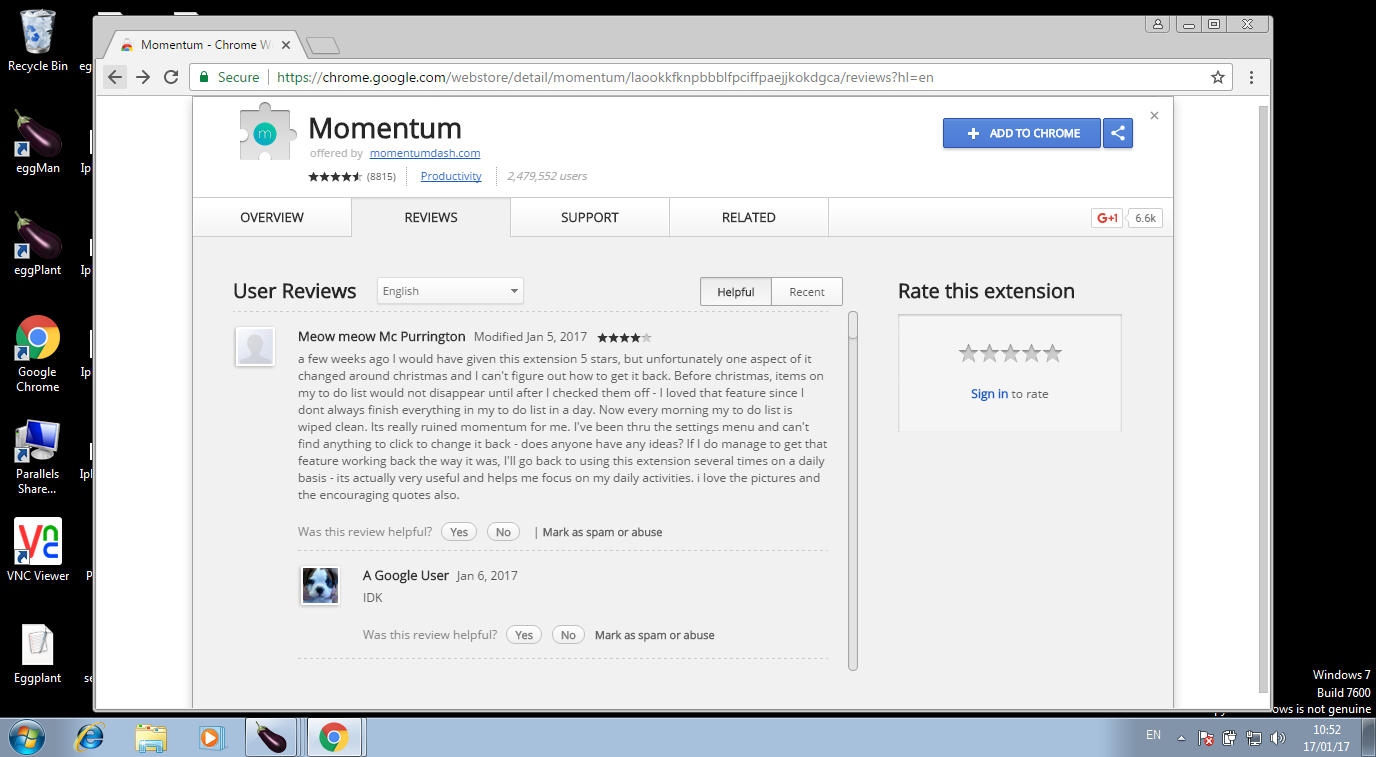 Recycle Bin
eg
eggMan
Ip
eggPlant
Ip
Google
Chrome
Ip
Parallels
Share...
Ipl
VNC Viewer
P
Eggplant
se
Momentum - Chrome W
Secure
https://chrome.google.com/webstore/detail/momentum/laookkfknpbbblfpciffpaejjkokdgca/reviews?hl=en
m
Momentum
offered by momentumdash.com
(8815)
Productivity
2,479,552 users
ADD TO CHROME
OVERVIEW
REVIEWS
SUPPORT
RELATED
G+1
6.6k
User Reviews
English
Helpful
Recent
Rate this extension
Sign in to rate
Meow meow Mc Purrington Modified Jan 5, 2017
a few weeks ago I would have given this extension 5 stars, but unfortunately one aspect of it
changed around christmas and I can't figure out how to get it back. Before christmas, items on
my to do list would not disappear until after I checked them off - I loved that feature since I
dont always finish everything in my to do list in a day. Now every morning my to do list is
wiped clean. Its really ruined momentum for me. I've been thru the settings menu and can't
find anything to click to change it back - does anyone have any ideas? If I do manage to get that
feature working back the way it was, I'll go back to using this extension several times on a daily
basis - its actually very useful and helps me focus on my daily activities. i love the pictures and
the encouraging quotes also.
Was this review helpful? Yes No | Mark as spam or abuse
A Google User Jan 6, 2017
IDK
Was this review helpful? Yes No Mark as spam or abuse
Windows 7
Build 7600
ows is not genuine
EN
10:52
17/01/17